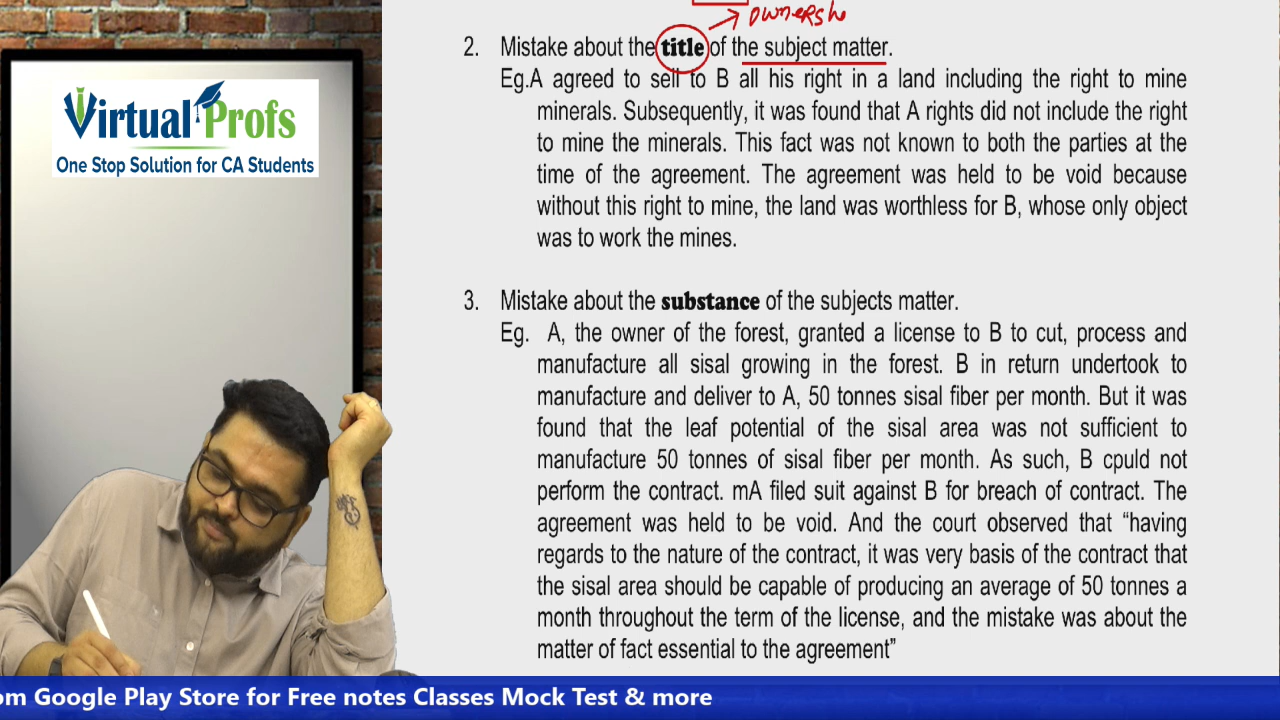 ownersh
2. Mistake about the title of the subject matter.
Eg.A agreed to sell to B all his right in a land including the right to mine
minerals. Subsequently, it was found that A rights did not include the right
to mine the minerals. This fact was not known to both the parties at the
time of the agreement. The agreement was held to be void because
without this right to mine, the land was worthless for B, whose only object
was to work the mines.
3. Mistake about the substance of the subjects matter.
Eg. A, the owner of the forest, granted a license to B to cut, process and
manufacture all sisal growing in the forest. B in return undertook to
manufacture and deliver to A, 50 tonnes sisal fiber per month. But it was
found that the leaf potential of the sisal area was not sufficient to
manufacture 50 tonnes of sisal fiber per month. As such, B cpuld not
perform the contract. mA filed suit against B for breach of contract. The
agreement was held to be void. And the court observed that “having
regards to the nature of the contract, it was very basis of the contract that
the sisal area should be capable of producing an average of 50 tonnes a
month throughout the term of the license, and the mistake was about the
matter of fact essential to the agreement”
Virtual Profs
One Stop Solution for CA Students
om Google Play Store for Free notes Classes Mock Test & more